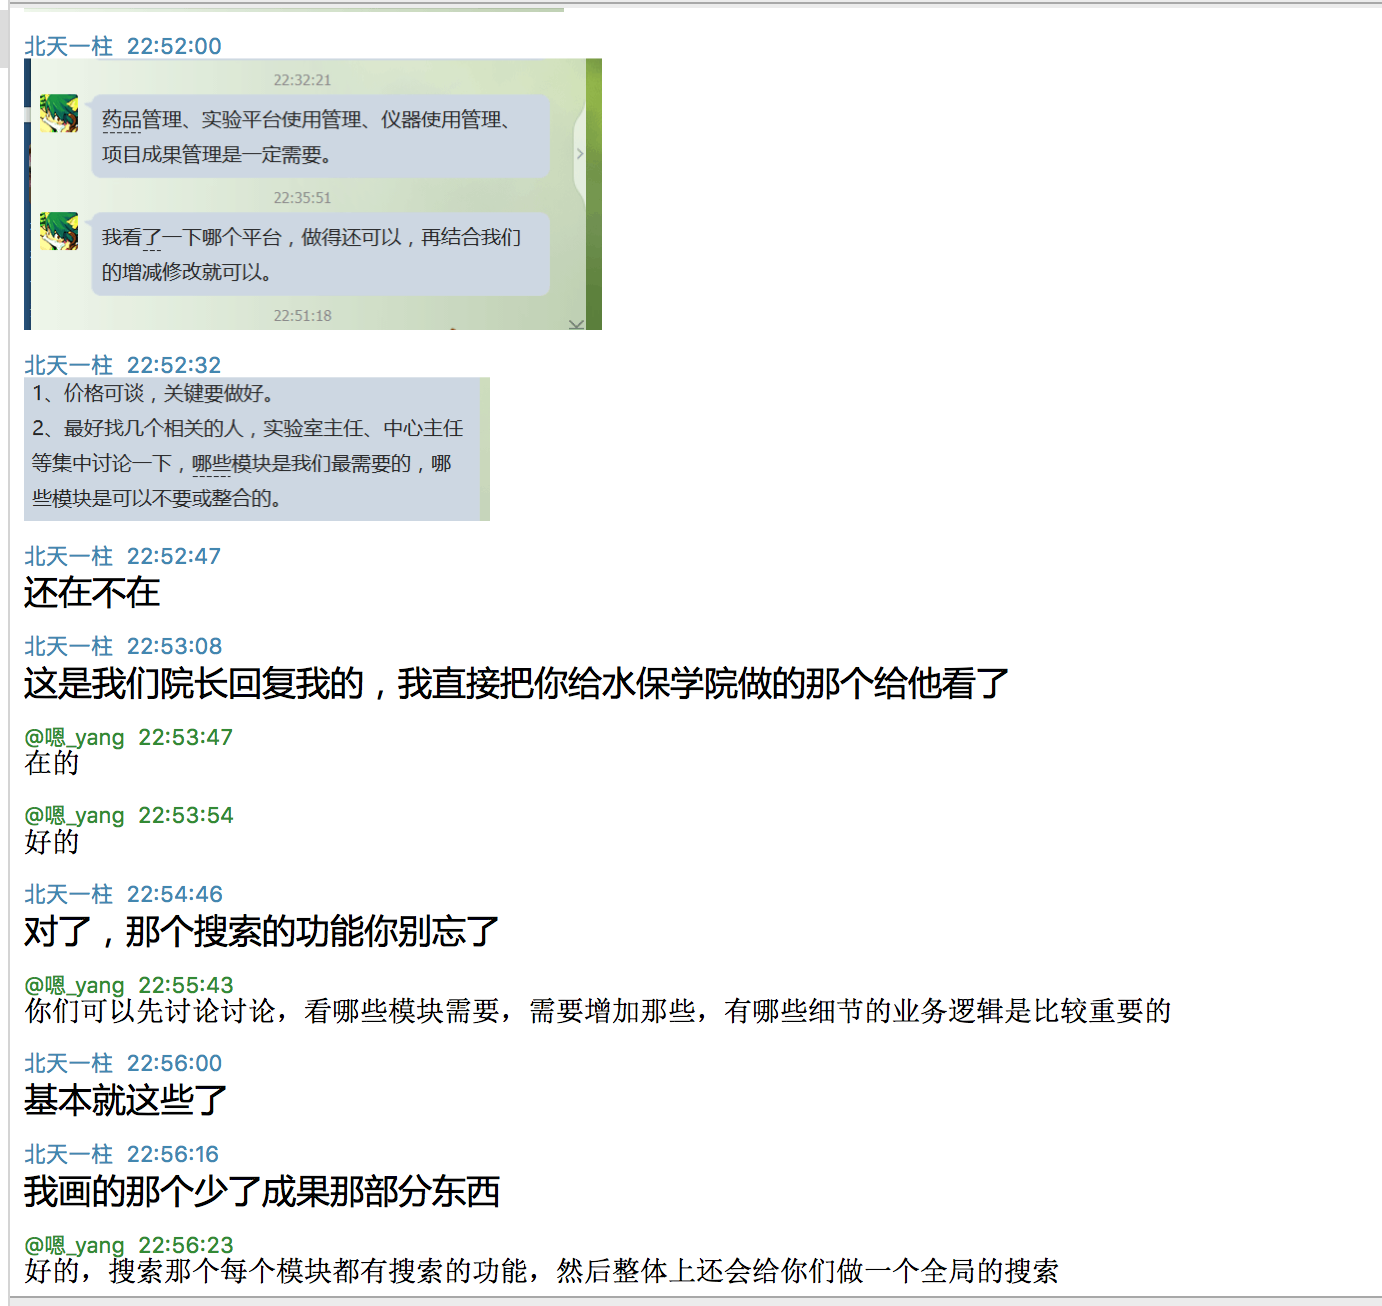 北天一柱 22:52:00
22:32:21
药品管理、实验平台使用管理、仪器使用管理、
项目成果管理是一定需要。
22:35:51
我看了一下哪个平台，做得还可以，再结合我们
的增减修改就可以。
22:51:18
北天一柱 22:52:32
1、价格可谈，关键要做好。
2、最好找几个相关的人，实验室主任、中心主任
等集中讨论一下，哪些模块是我们最需要的，哪
些模块是可以不要或整合的。
北天一柱 22:52:47
还在不在
北天一柱 22:53:08
这是我们院长回复我的，我直接把你给水保学院做的那个给他看了
@嗯_yang 22:53:47
在的
@嗯_yang 22:53:54
好的
北天一柱 22:54:46
对了，那个搜索的功能你别忘了
@嗯_yang 22:55:43
你们可以先讨论讨论，看哪些模块需要，需要增加那些，有哪些细节的业务逻辑是比较重要的
北天一柱 22:56:00
基本就这些了
北天一柱 22:56:16
我画的那个少了成果那部分东西
@嗯_yang 22:56:23
好的，搜索那个每个模块都有搜索的功能，然后整体上还会给你们做一个全局的搜索